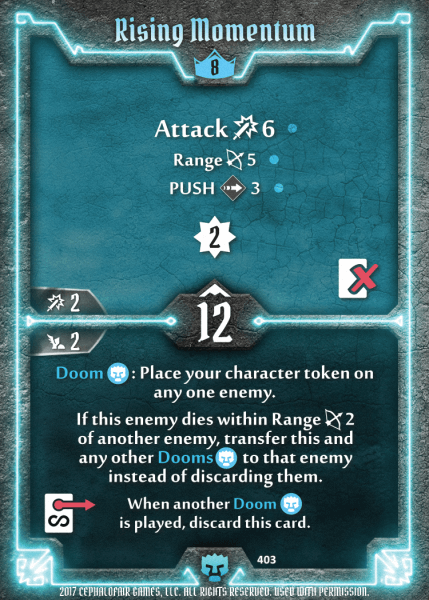 Rising Momentum
8
Attack 6
Range 5
PUSH 3
2
2
12
2
Doom : Place your character token on
any one enemy.
If this enemy dies within Range 2
of another enemy, transfer this and
any other Dooms to that enemy
instead of discarding them.
When another Doom
is played, discard this card.
403
2017 CEPHALOFAIR GAMES, LLC. ALL RIGHTS RESERVED. USED WITH PERMISSION.